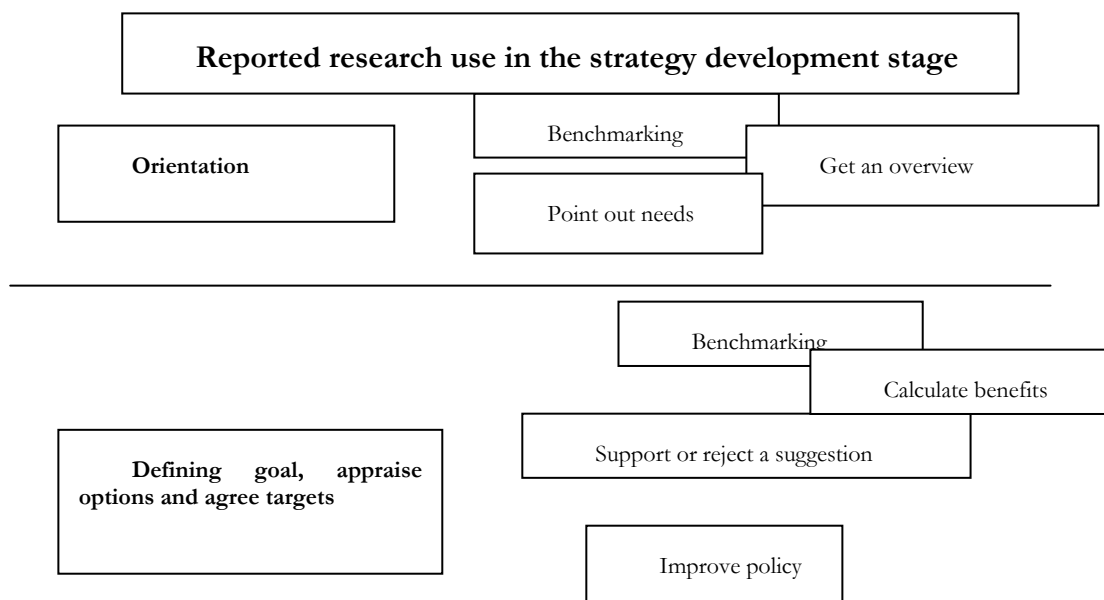 Reported research use in the strategy development stage
Benchmarking
Orientation
Get an overview
Point out needs
Benchmarking
Calculate benefits
Support or reject a suggestion
Defining goal, appraise
options and agree targets
Improve policy